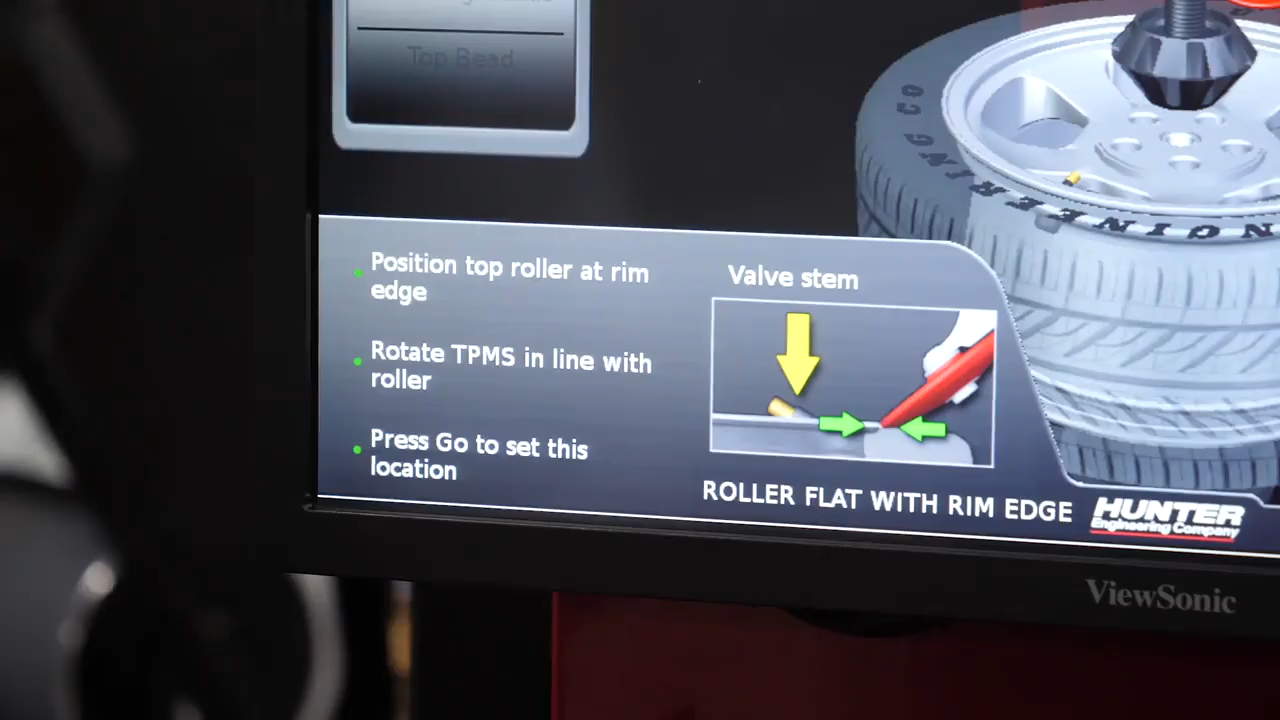 Top Bead
Position top roller at rim
edge
Rotate TPMS in line with
roller
Press Go to set this
location
Valve stem
ROLLER FLAT WITH RIM EDGE
HUNTER
Engineering Company
ViewSonic